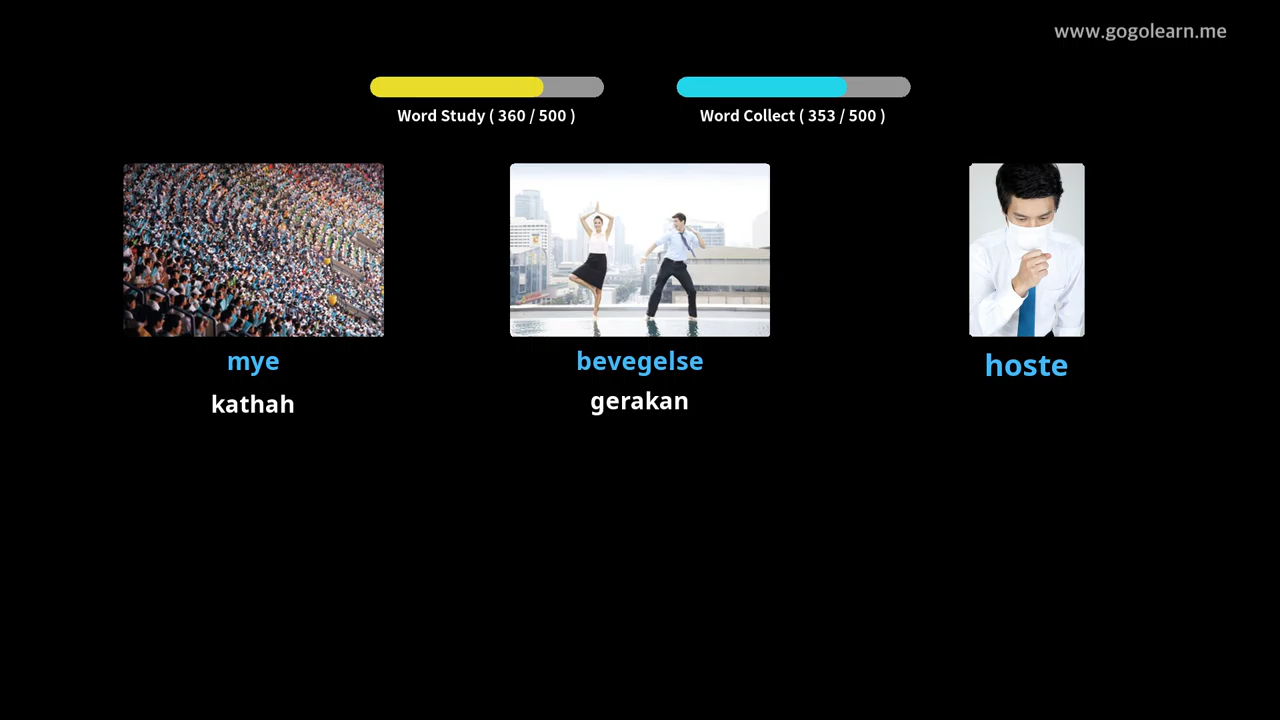 www.gogolearn.me
Word Study ( 360 / 500 )
Word Collect ( 353 / 500 )
mye
kathah
bevegelse
gerakan
hoste